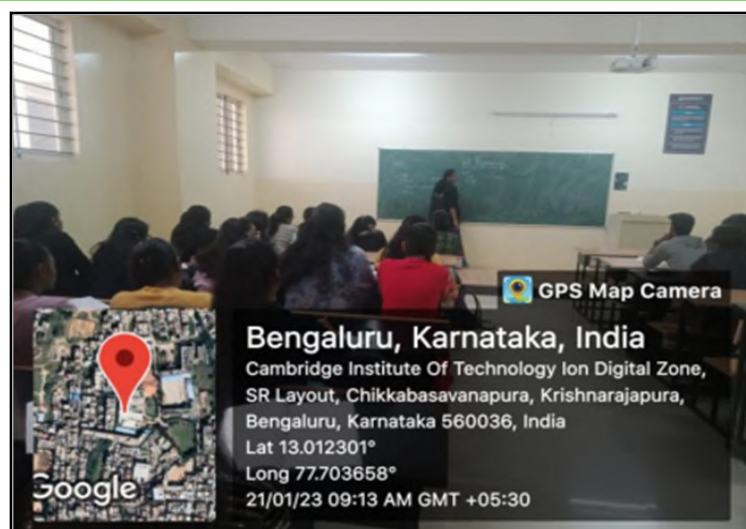 GPS Map Camera
Bengaluru, Karnataka, India
Cambridge Institute Of Technology Ion Digital Zone,
SR Layout, Chikkabasavanapura, Krishnarajapura,
Bengaluru, Karnataka 560036, India
Lat 13.012301°
Long 77.703658°
21/01/23 09:13 AM GMT +05:30
Google